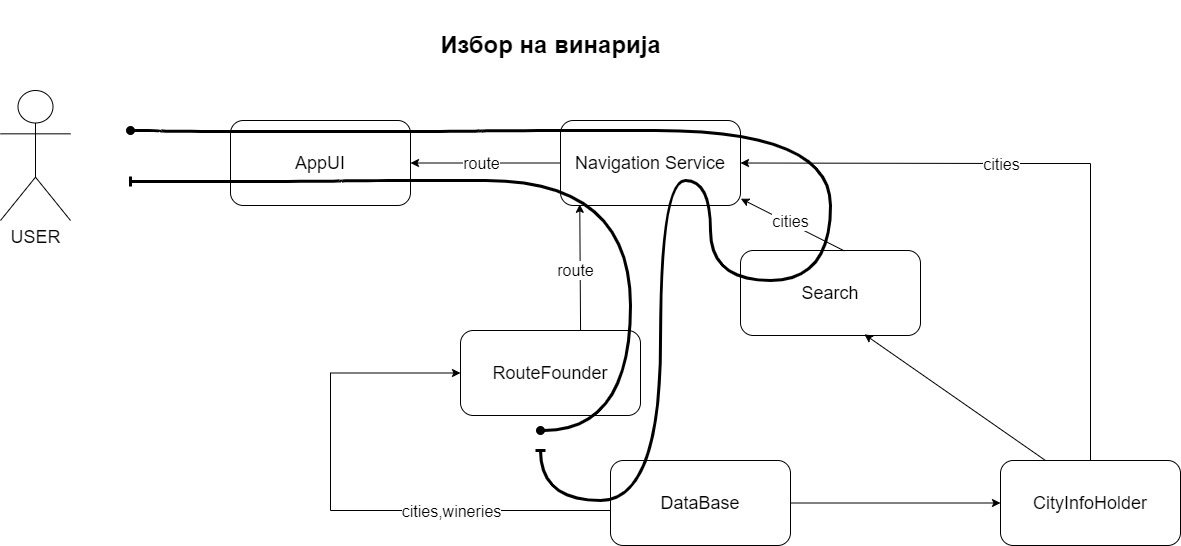 Избор на винарија
AppUI
route
Navigation Service
cities
cities
USER
route
Search
RouteFounder
cities,wineries
DataBase
CityInfoHolder